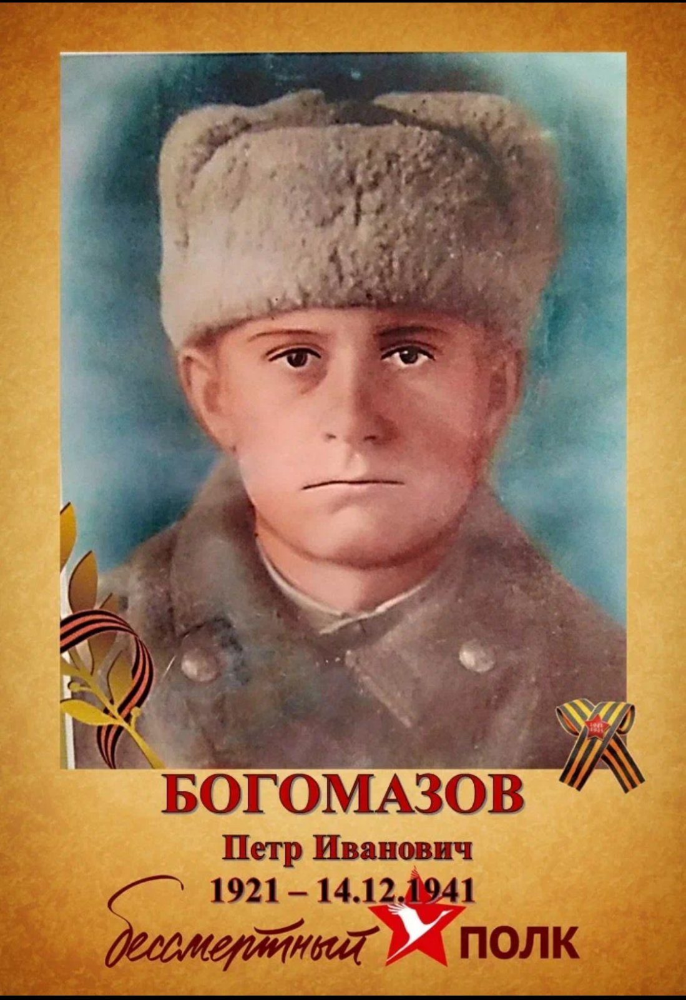 БОГОМАЗОВ
Петр Иванович
1921 – 14.12.1941
бессмертный ПОЛК